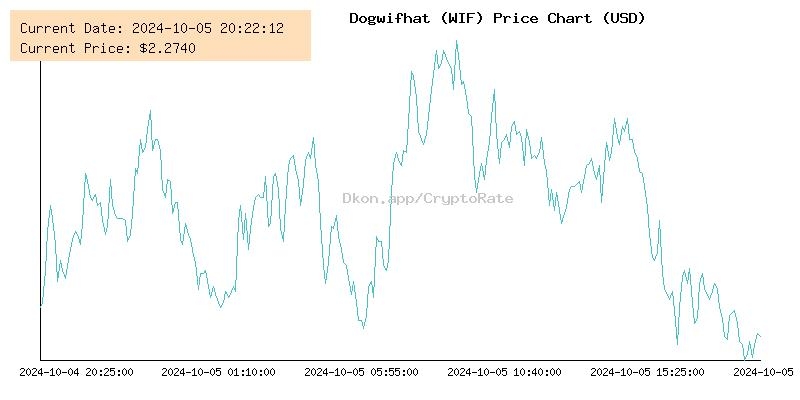 Dogwifhat (WIF) Price Chart (USD)
Current Date: 2024-10-05 20:22:12
Current Price: $2.2740
Dkon.app/CryptoRate
2024-10-04 20:25:00 2024-10-05 01:10:00 2024-10-05 05:55:00 2024-10-05 10:40:00 2024-10-05 15:25:00 2024-10-05